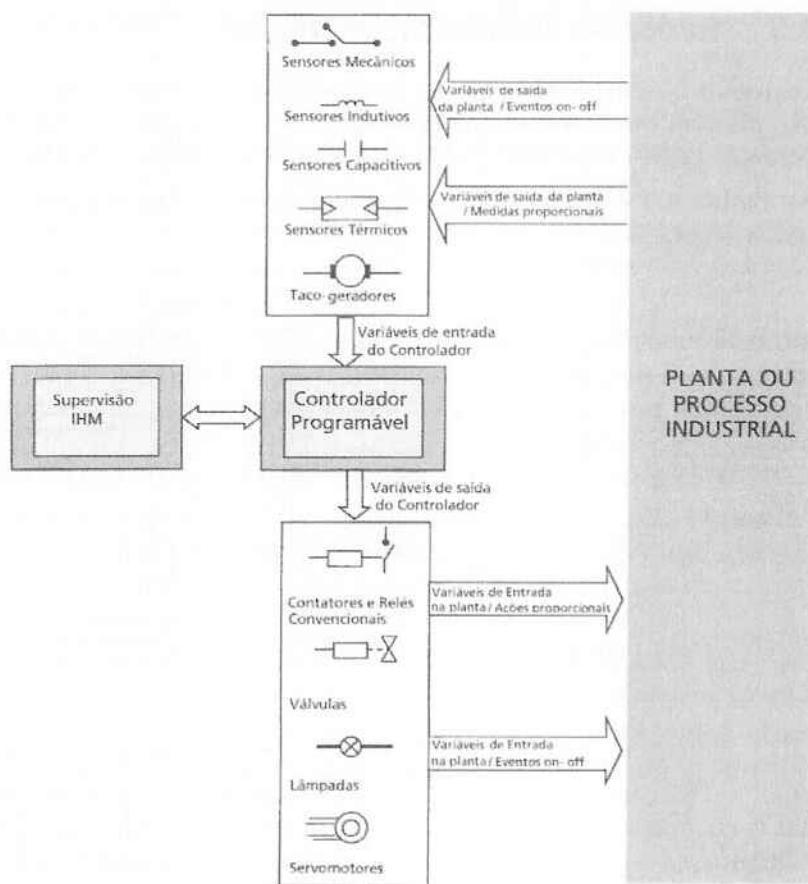 Sensores Mecânicos
Sensores Indutivos
Sensores Capacitivos
Sensores Térmicos
Taco-geradores
Variáveis de saída
da planta / Eventos on- off
Variáveis de saída da planta
/ Medidas proporcionais
Variáveis de entrada
do Controlador
Supervisão
IHM
Controlador
Programável
PLANTA OU
PROCESSO
INDUSTRIAL
Variáveis de saída
do Controlador
Contatores e Relés
Convencionais
Válvulas
Lâmpadas
Servomotores
Variáveis de Entrada
na planta / Ações proporcionais
Variáveis de Entrada
na planta / Eventos on- off